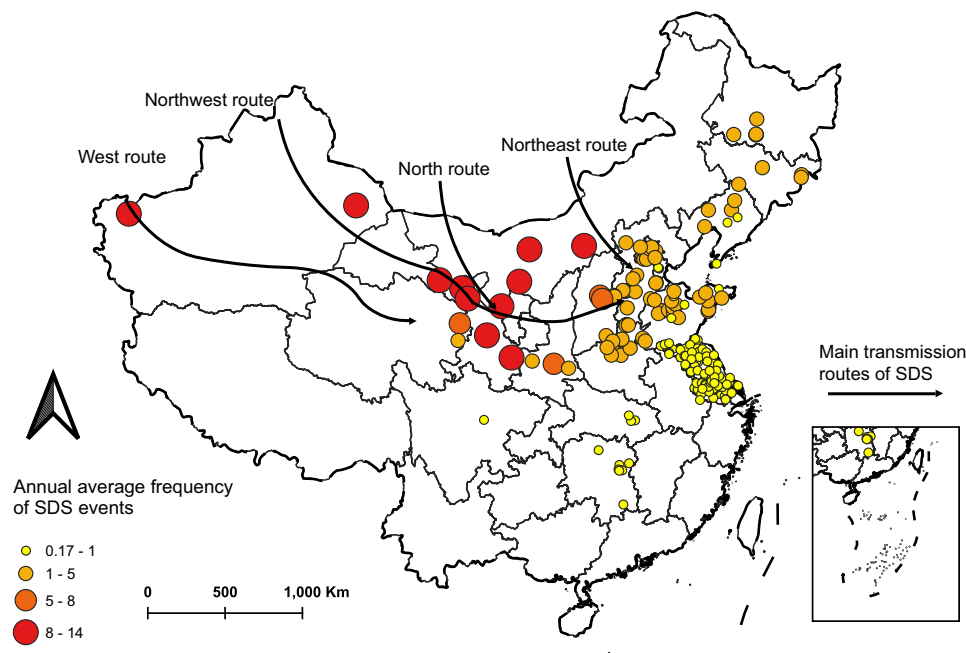 Northwest route
West route
North route
Northeast route
Main transmission
routes of SDS
Annual average frequency
of SDS events
0.17 - 1
1 - 5
5 - 8
8 - 14
0 500 1,000 Km